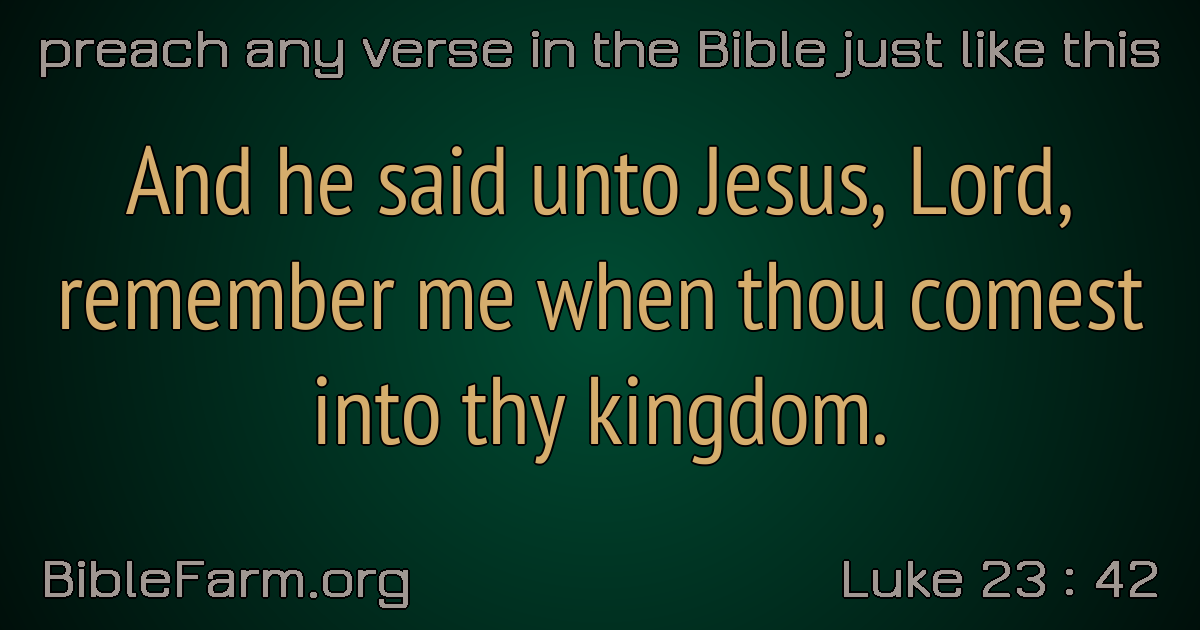 preach any verse in the Bible just like this
And he said unto Jesus, Lord,
remember me when thou comest
into thy kingdom.
BibleFarm.org
Luke 23 : 42